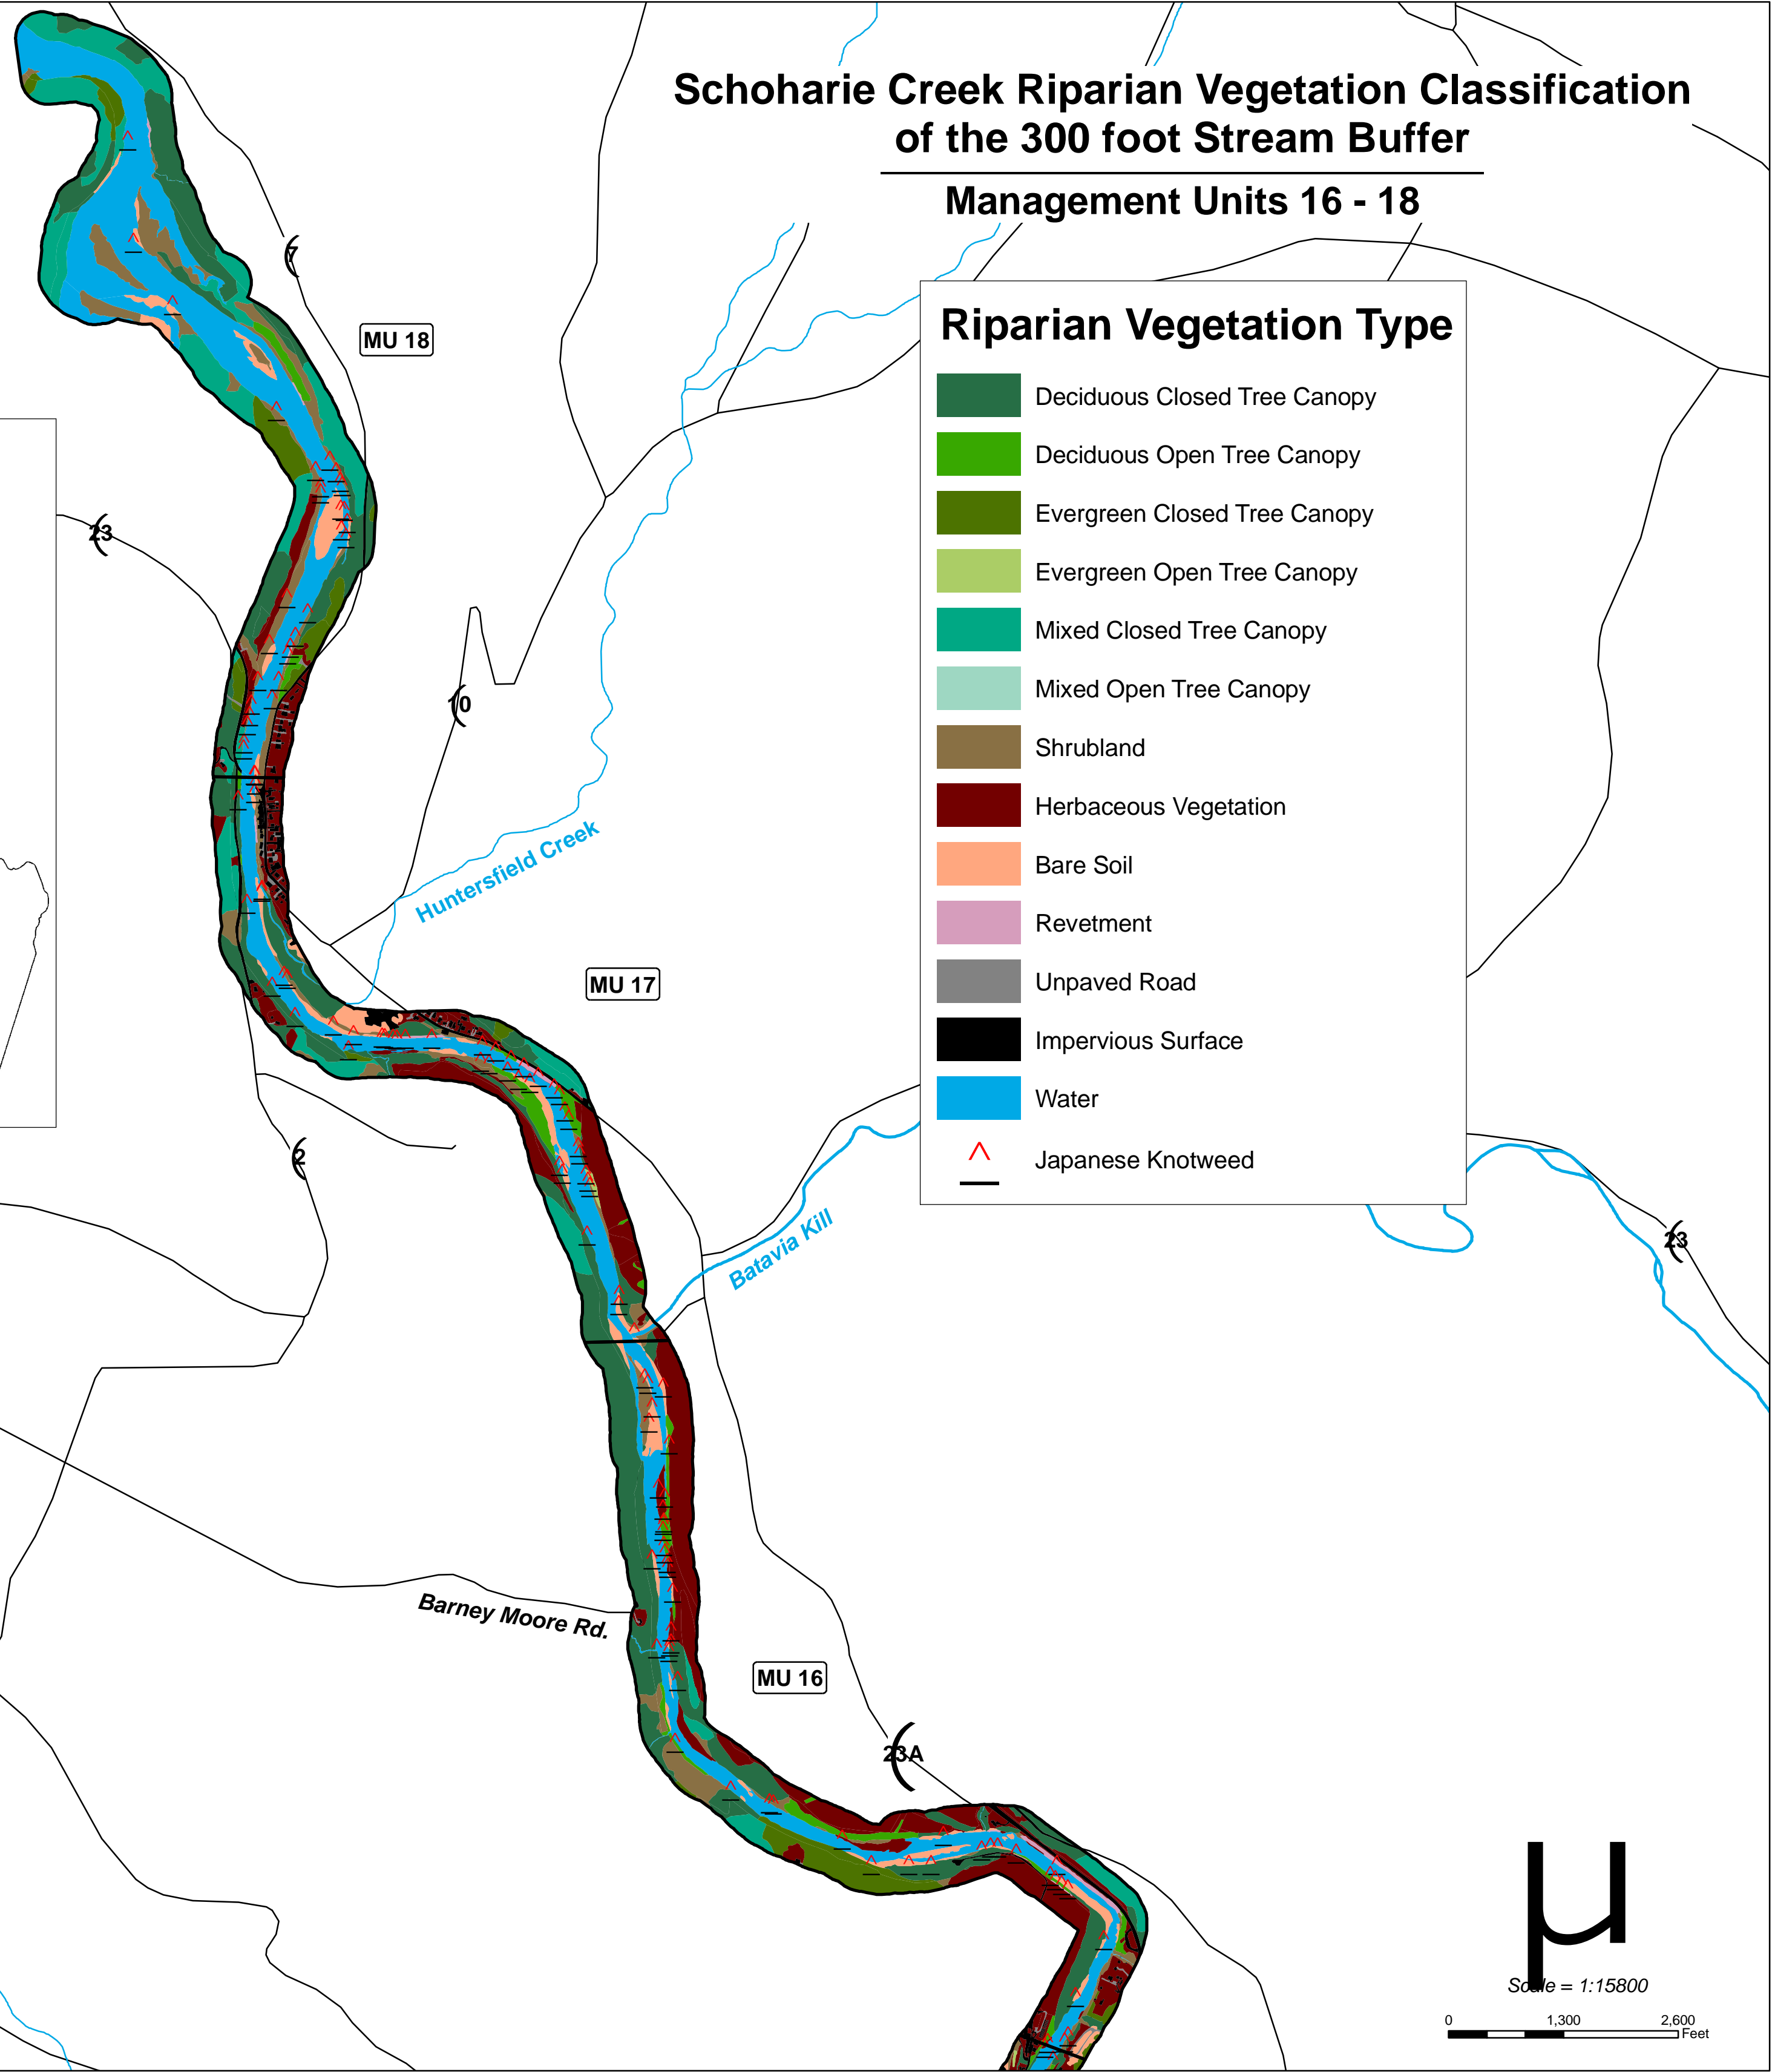 Schoharie Creek Riparian Vegetation Classification
of the 300 foot Stream Buffer
Management Units 16 - 18
Riparian Vegetation Type
Deciduous Closed Tree Canopy
Deciduous Open Tree Canopy
Evergreen Closed Tree Canopy
Evergreen Open Tree Canopy
Mixed Closed Tree Canopy
Mixed Open Tree Canopy
Shrubland
Herbaceous Vegetation
Bare Soil
Revetment
Unpaved Road
Impervious Surface
Water
^ Japanese Knotweed
7
MU 18
23
10
Huntersfield Creek
MU 17
2
Batavia Kill
23
Barney Moore Rd.
MU 16
23A
µ
Scale = 1:15800
0 1,300 2,600
Feet